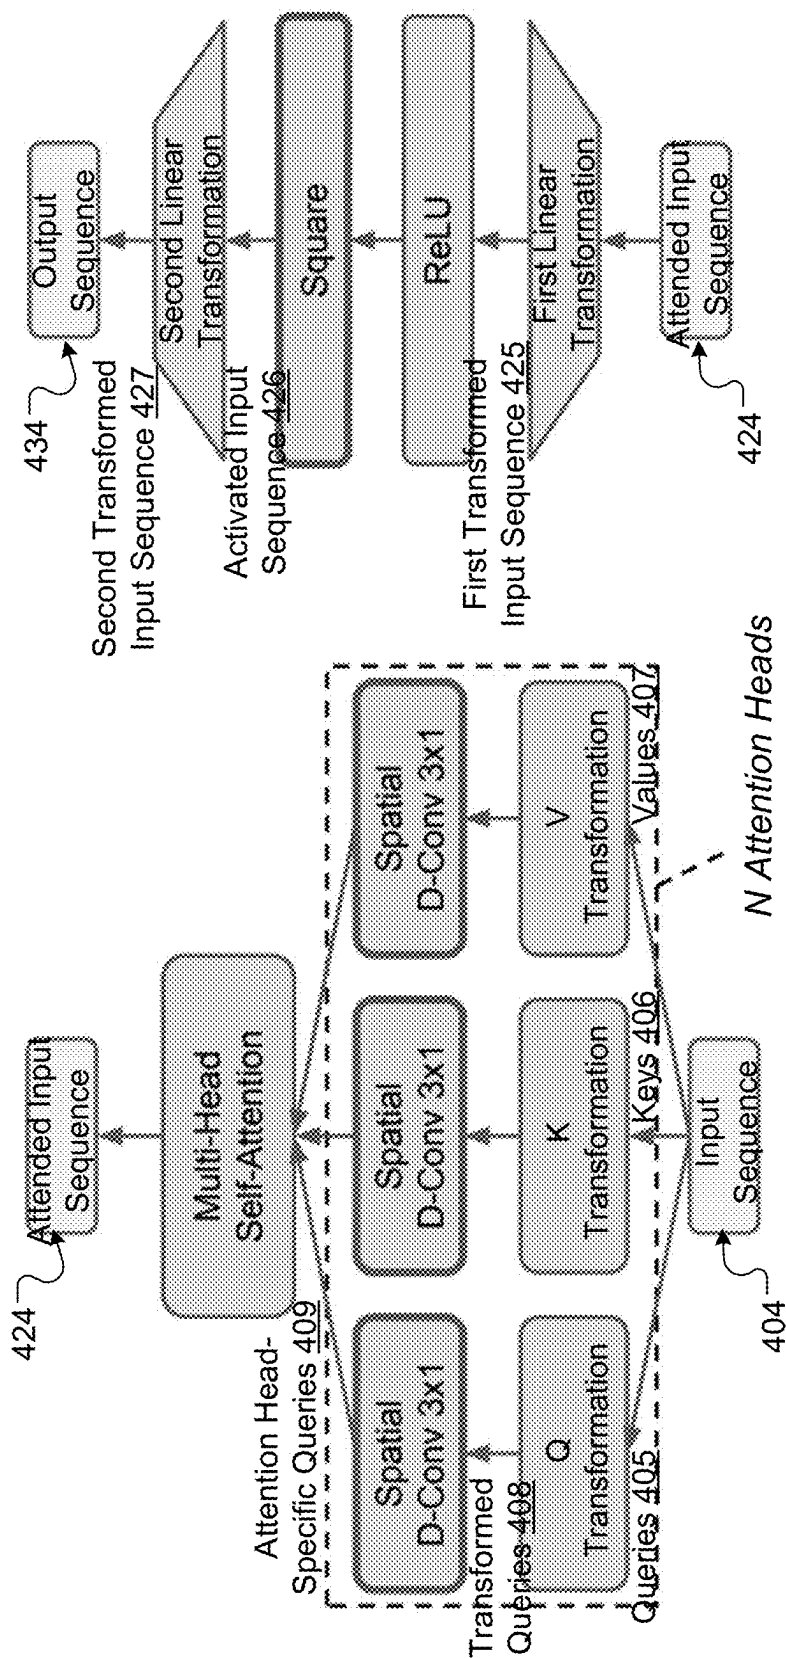 424
Attended Input
Sequence
Multi-Head
Self-Attention
Attention Head-
Specific Queries 409
Spatial
D-Conv 3x1
Spatial
D-Conv 3x1
Spatial
D-Conv 3x1
Transformed
Queries 408
Q
Transformation
K
Transformation
V
Transformation
Queries 405
Keys 406
Values 407
Input
Sequence
404
N Attention Heads
434
Output
Sequence
Second Transformed
Input Sequence 427
Second Linear
Transformation
Activated Input
Sequence 426
Square
ReLU
First Transformed
Input Sequence 425
First Linear
Transformation
Attended Input
Sequence
424